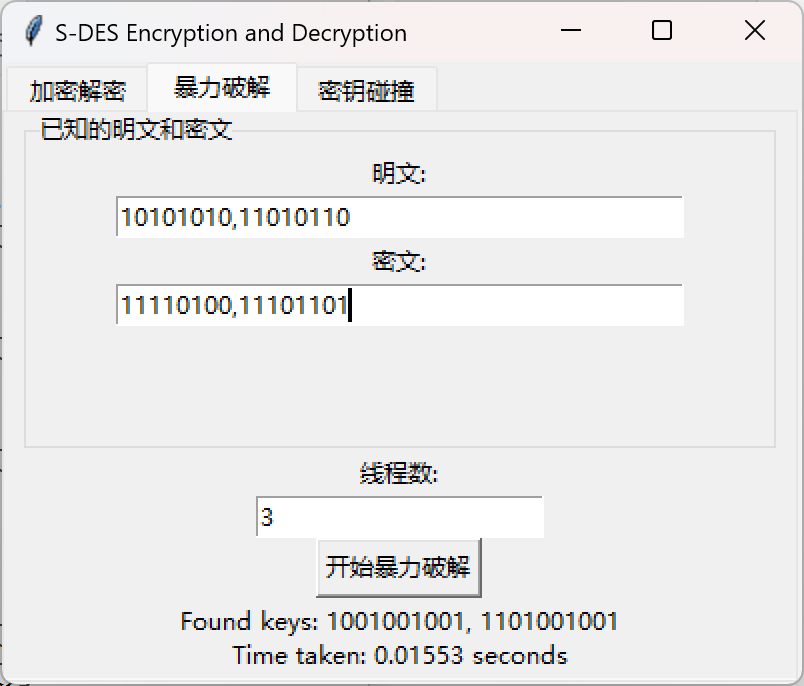 S-DES Encryption and Decryption
加密解密 暴力破解 密钥碰撞
已知的明文和密文
明文:
10101010,11010110
密文:
11110100,11101101
线程数:
3
开始暴力破解
Found keys: 1001001001, 1101001001
Time taken: 0.01553 seconds